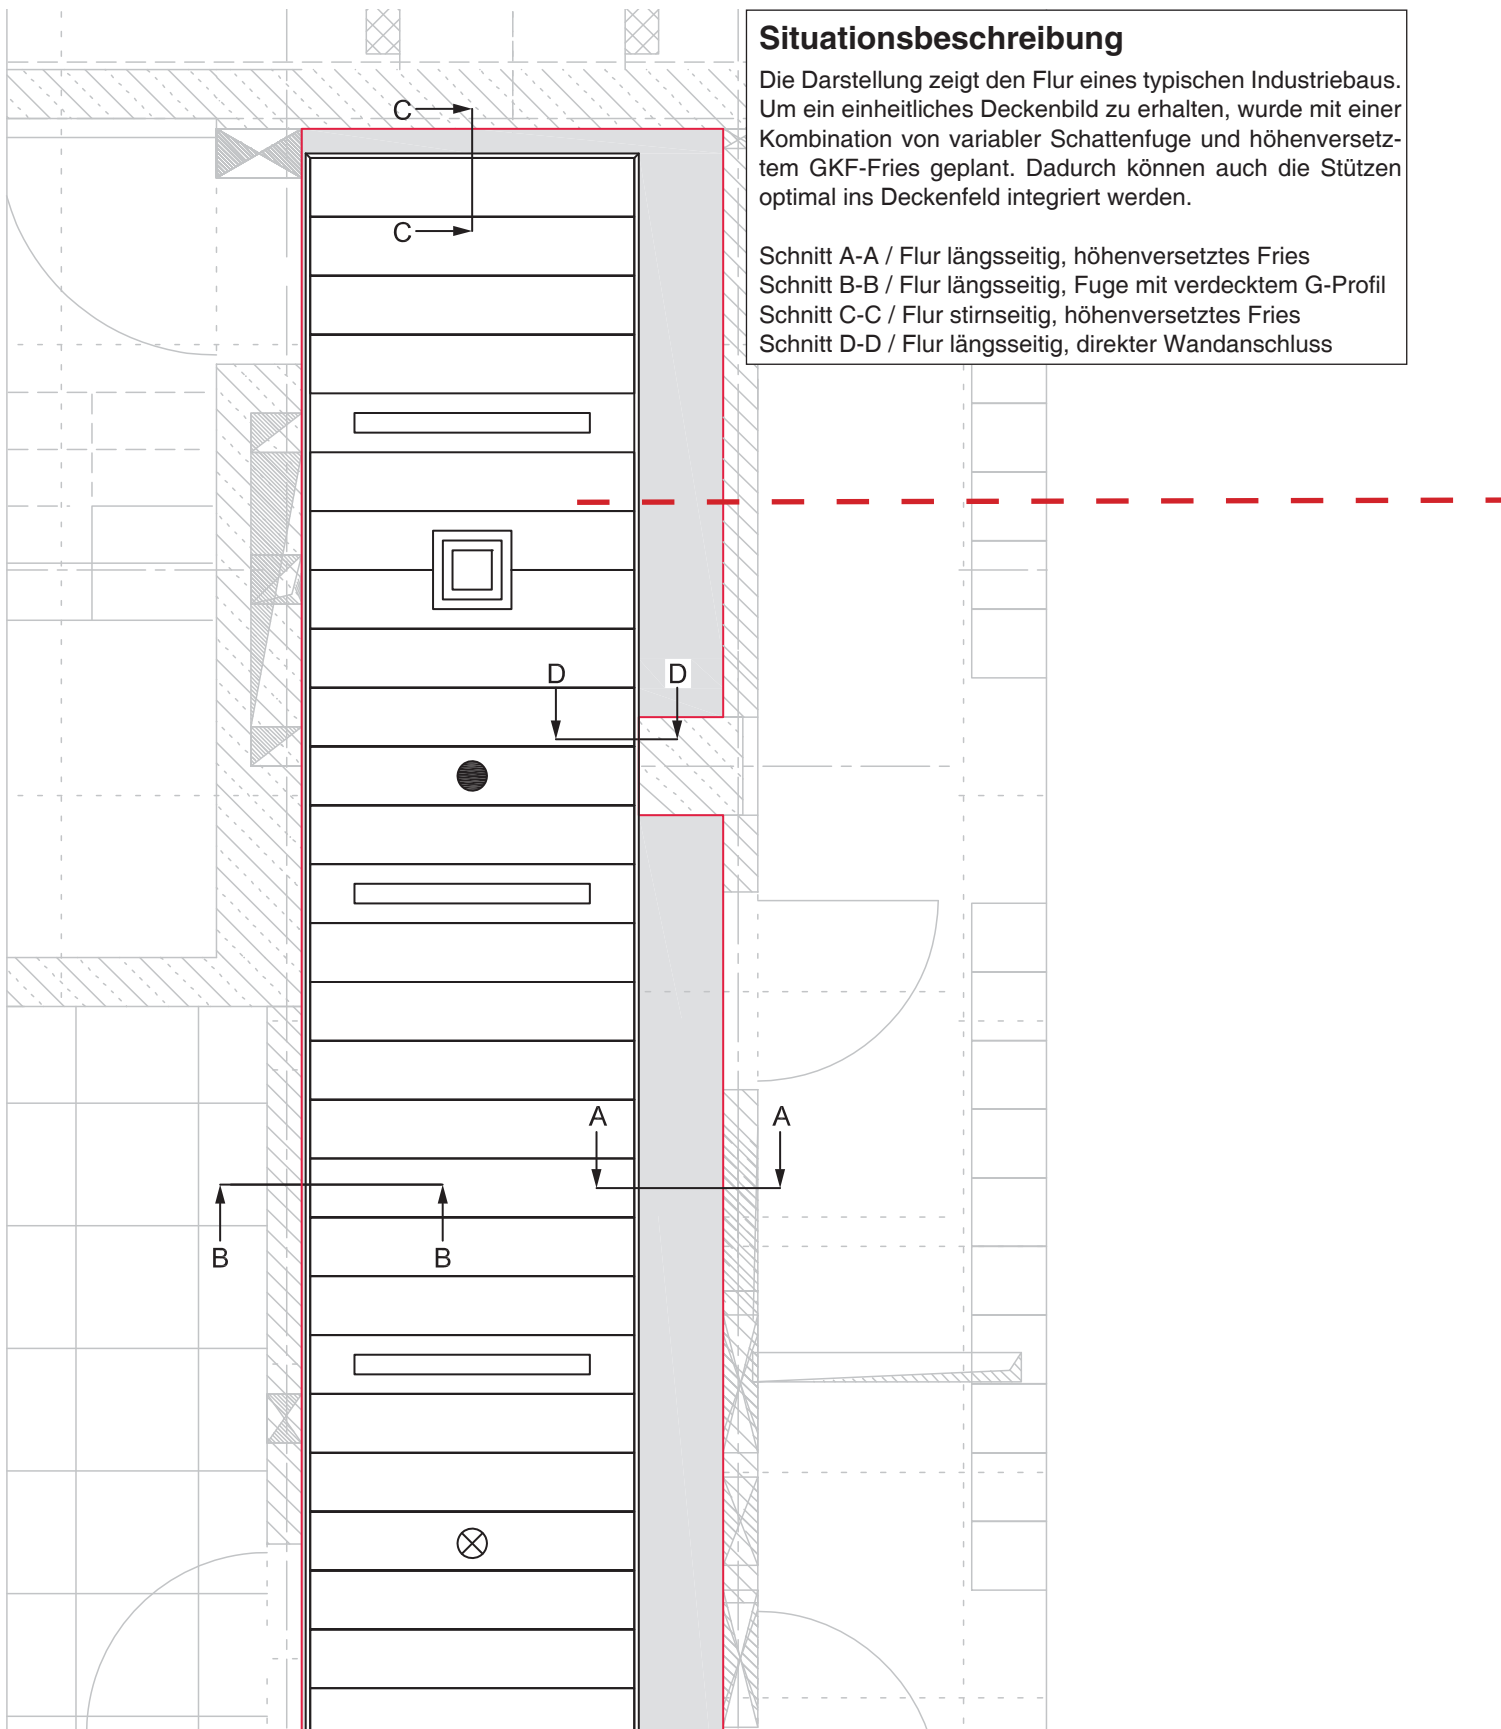 Situationsbeschreibung
Die Darstellung zeigt den Flur eines typischen Industriebaus.
Um ein einheitliches Deckenbild zu erhalten, wurde mit einer
Kombination von variabler Schattenfuge und höhenversetz-
tem GKF-Fries geplant. Dadurch können auch die Stützen
optimal ins Deckenfeld integriert werden.
Schnitt A-A / Flur längsseitig, höhenversetztes Fries
Schnitt B-B / Flur längsseitig, Fuge mit verdecktem G-Profil
Schnitt C-C / Flur stirnseitig, höhenversetztes Fries
Schnitt D-D / Flur längsseitig, direkter Wandanschluss
C
C
D D
A A
B B